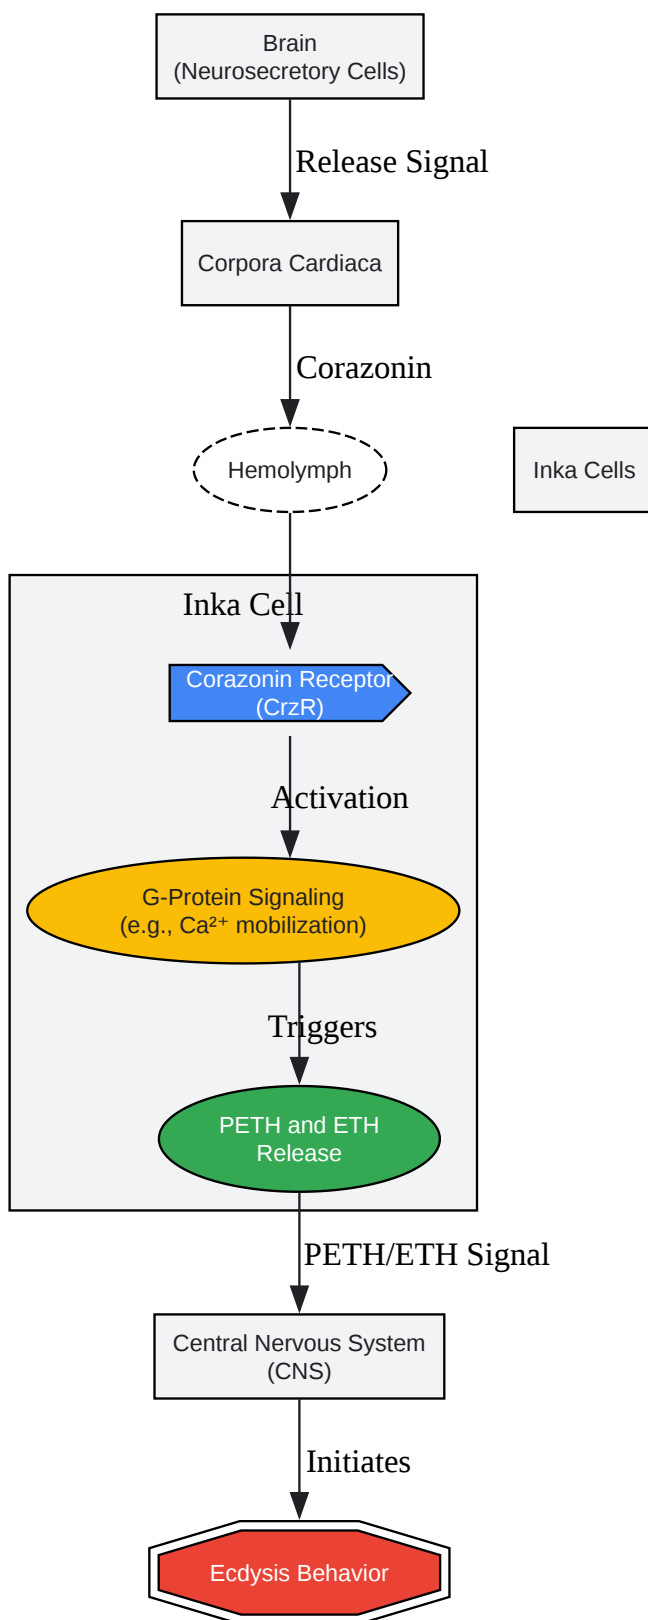 Brain
(Neurosecretory Cells)
Release Signal
Corpora Cardiaca
Corazonin
Hemolymph
Inka Cells
Inka Cell
Corazonin Receptor
(CrzR)
Activation
G-Protein Signaling
(e.g., Ca²⁺ mobilization)
Triggers
PETH and ETH
Release
PETH/ETH Signal
Central Nervous System
(CNS)
Initiates
Ecdysis Behavior